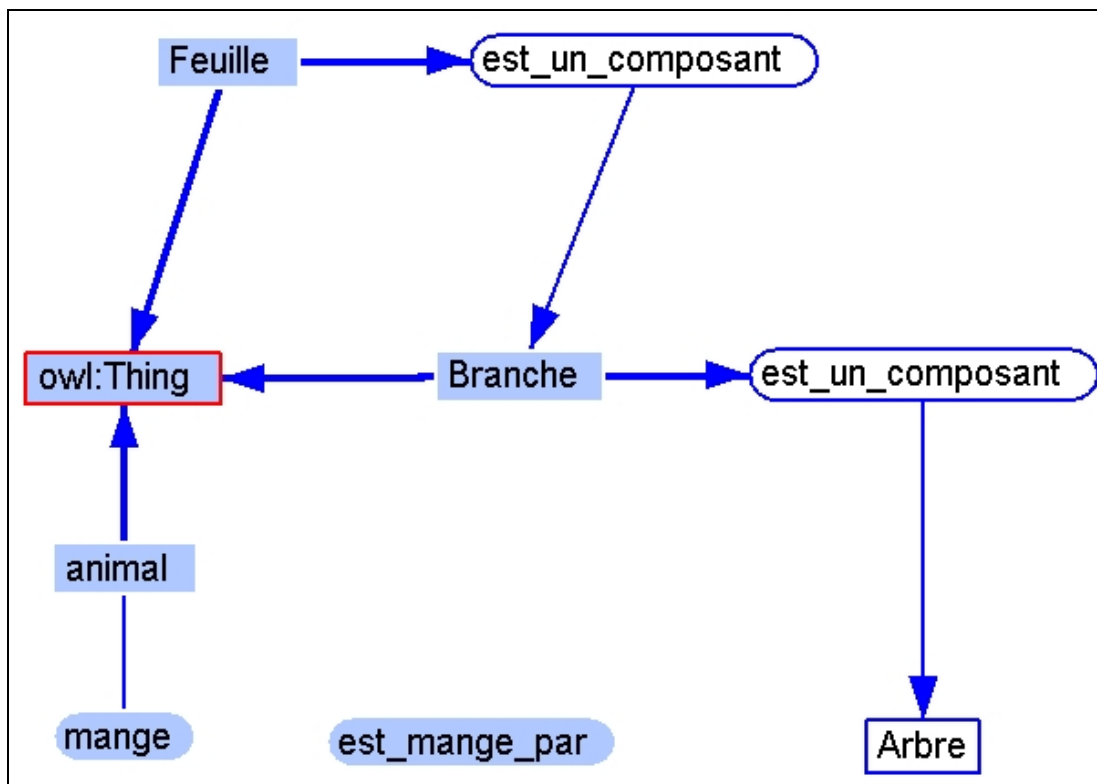 Feuille
est_un_composant
owl:Thing
Branche
est_un_composant
animal
mange
est_mange_par
Arbre